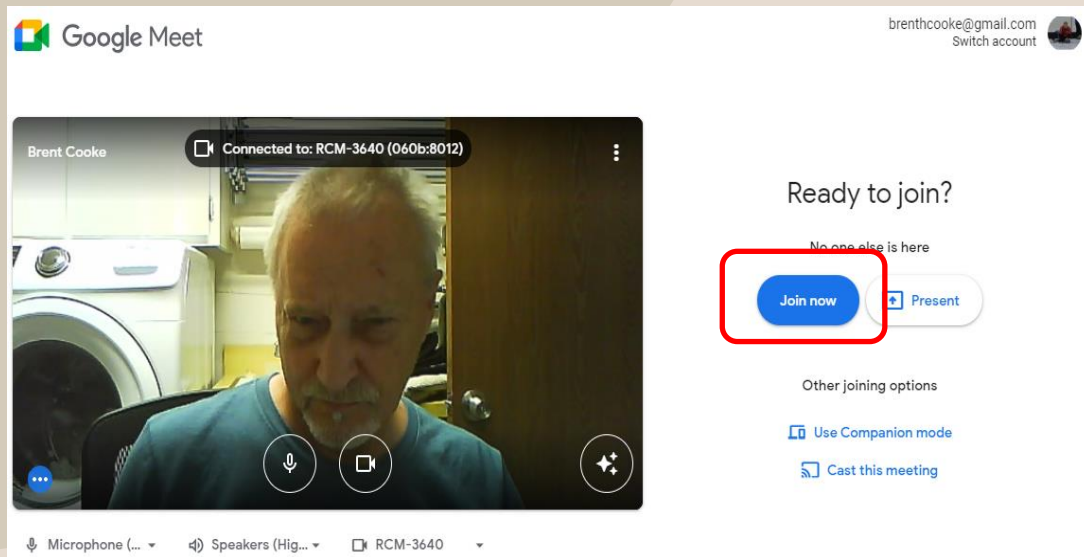 Google Meet
brenthcooke@gmail.com
Switch account
Brent Cooke
Connected to: RCM-3640 (060b:8012)
Ready to join?
No one else is here
Join now
Present
Other joining options
Use Companion mode
Cast this meeting
Microphone (...
Speakers (Hig...
RCM-3640